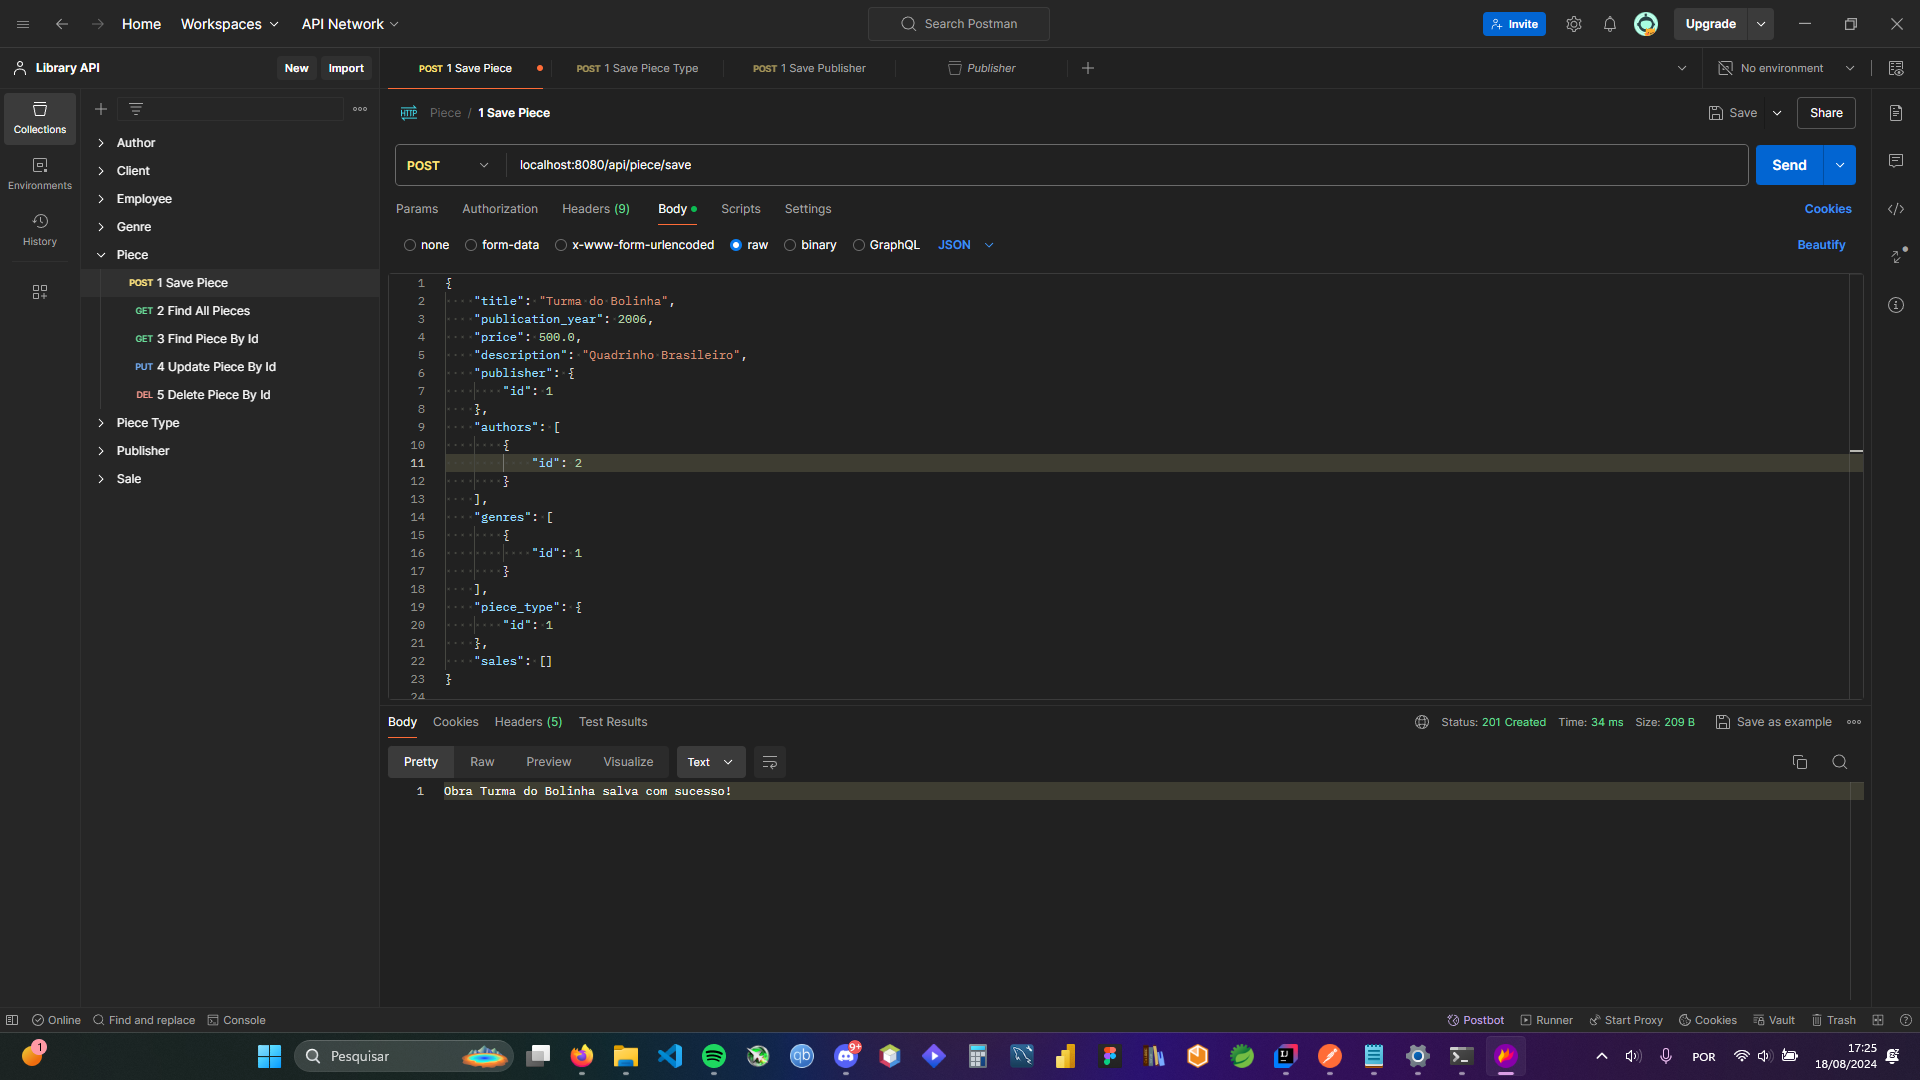 Home
Workspaces
API Network
Search Postman
Invite
Upgrade
Library API
New
Import
POST 1 Save Piece
POST 1 Save Piece Type
POST 1 Save Publisher
Publisher
No environment
Collections
Environments
History
Author
Client
Employee
Genre
Piece
POST 1 Save Piece
GET 2 Find All Pieces
GET 3 Find Piece By Id
PUT 4 Update Piece By Id
DEL 5 Delete Piece By Id
Piece Type
Publisher
Sale
HTTP Piece / 1 Save Piece
Save
Share
POST
localhost:8080/api/piece/save
Send
Params
Authorization
Headers (9)
Body
Scripts
Settings
Cookies
none
form-data
x-www-form-urlencoded
raw
binary
GraphQL
JSON
Beautify
1 {
2 "title": "Turma do Bolinha",
3 "publication_year": 2006,
4 "price": 500.0,
5 "description": "Quadrinho Brasileiro",
6 "publisher": {
7 "id": 1
8 },
9 "authors": [
10 {
11 "id": 2
12 }
13 ],
14 "genres": [
15 {
16 "id": 1
17 }
18 ],
19 "piece_type": {
20 "id": 1
21 },
22 "sales": []
23 }
24
Body
Cookies
Headers (5)
Test Results
Status: 201 Created
Time: 34 ms
Size: 209 B
Save as example
Pretty
Raw
Preview
Visualize
Text
1 Obra Turma do Bolinha salva com sucesso!
Online
Find and replace
Console
Postbot
Runner
Start Proxy
Cookies
Vault
Trash
1
Pesquisar
qb
9+
IJ
POR
17:25
18/08/2024